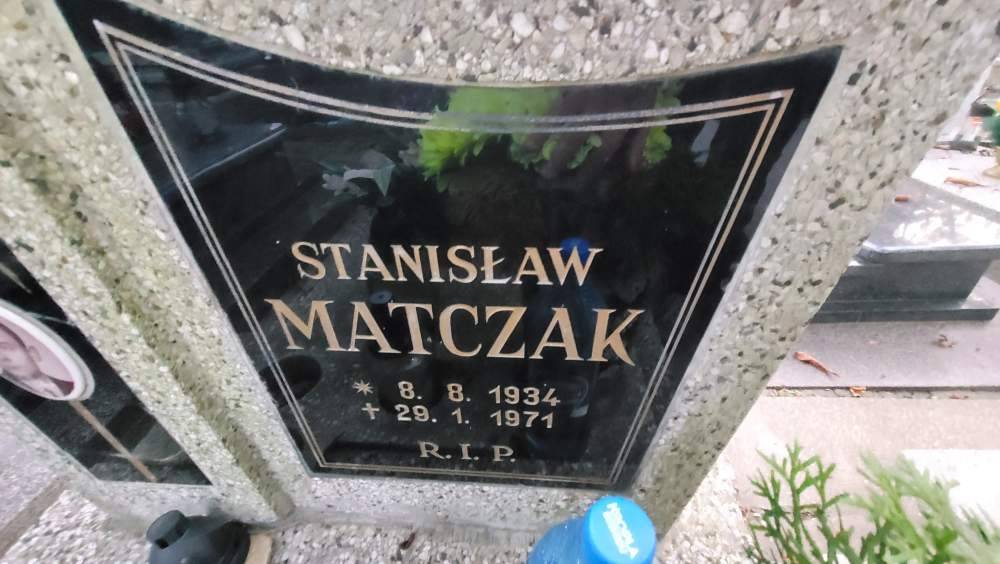 STANISŁAW
MATCZAK
* 8. 8. 1934
✝ 29. 1. 1971
R. I. P.